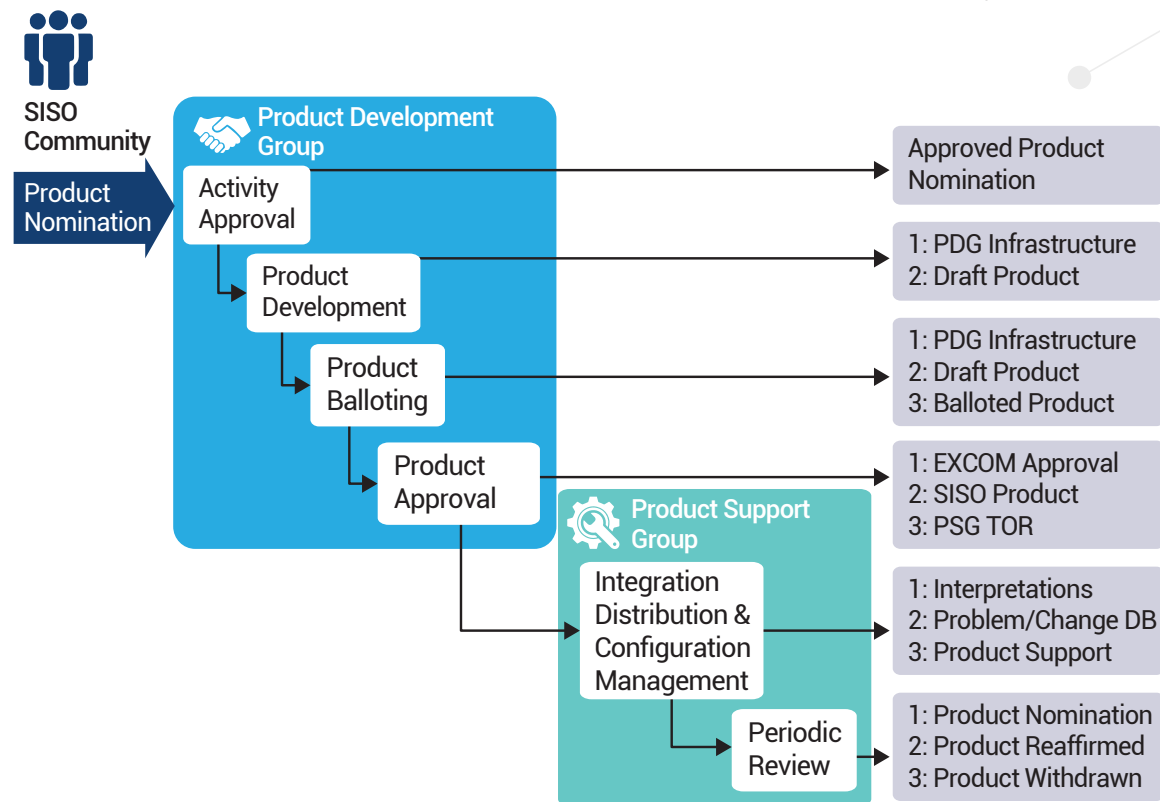 SISO
Community
Product
Nomination
Product Development
Group
Activity
Approval
Product
Development
Product
Balloting
Product
Approval
Product Support
Group
Integration
Distribution &
Configuration
Management
Periodic
Review
Approved Product
Nomination
1: PDG Infrastructure
2: Draft Product
1: PDG Infrastructure
2: Draft Product
3: Balloted Product
1: EXCOM Approval
2: SISO Product
3: PSG TOR
1: Interpretations
2: Problem/Change DB
3: Product Support
1: Product Nomination
2: Product Reaffirmed
3: Product Withdrawn